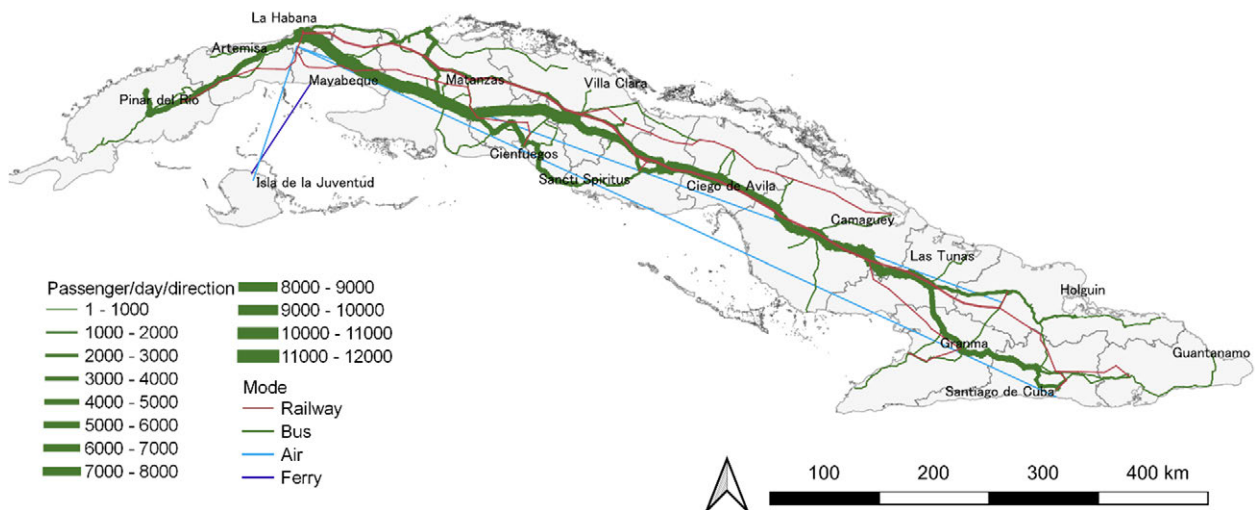 La Habana
Artemisa
Pinar del Rio
Mayabeque
Matanzas
Villa Clara
Cienfuegos
Isla de la Juventud
Sancti Spiritus
Ciego de Avila
Camaguey
Las Tunas
Holguin
Granma
Guantanamo
Santiago de Cuba
Passenger/day/direction
1 - 1000
1000 - 2000
2000 - 3000
3000 - 4000
4000 - 5000
5000 - 6000
6000 - 7000
7000 - 8000
8000 - 9000
9000 - 10000
10000 - 11000
11000 - 12000
Mode
Railway
Bus
Air
Ferry
100 200 300 400 km